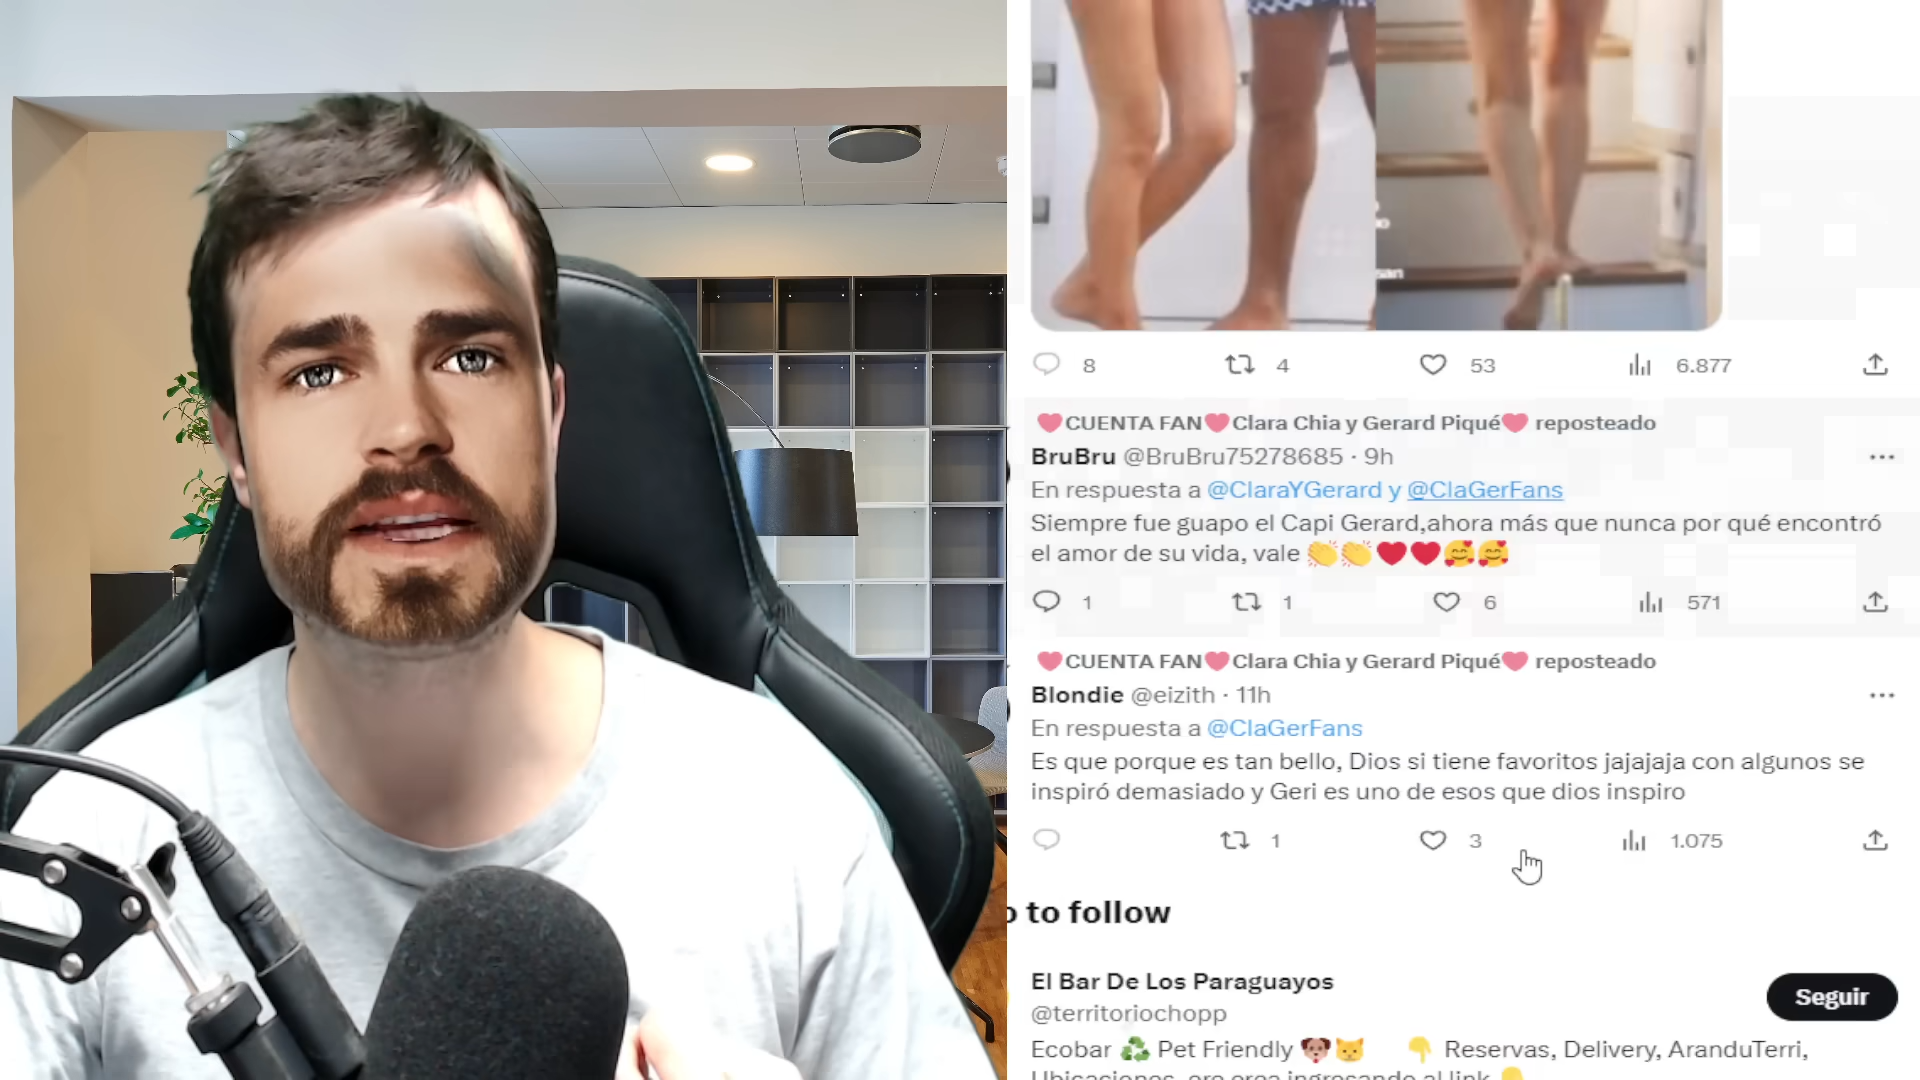 san
8 4 53 6.877
CUENTA FAN Clara Chia y Gerard Piqué reposteado
BruBru @BruBru75278685 · 9h
En respuesta a @ClaraYGerard y @ClaGerFans
Siempre fue guapo el Capi Gerard,ahora más que nunca por qué encontró
el amor de su vida, vale 👏👏❤️❤️🥰🥰
1 1 6 571
CUENTA FAN Clara Chia y Gerard Piqué reposteado
Blondie @eizith · 11h
En respuesta a @ClaGerFans
Es que porque es tan bello, Dios si tiene favoritos jajajaja con algunos se
inspiró demasiado y Geri es uno de esos que dios inspiro
1 3 1.075
o to follow
El Bar De Los Paraguayos
Seguir
@territoriochopp
Ecobar ♻️ Pet Friendly 🐶🐱 👇 Reservas, Delivery, AranduTerri,